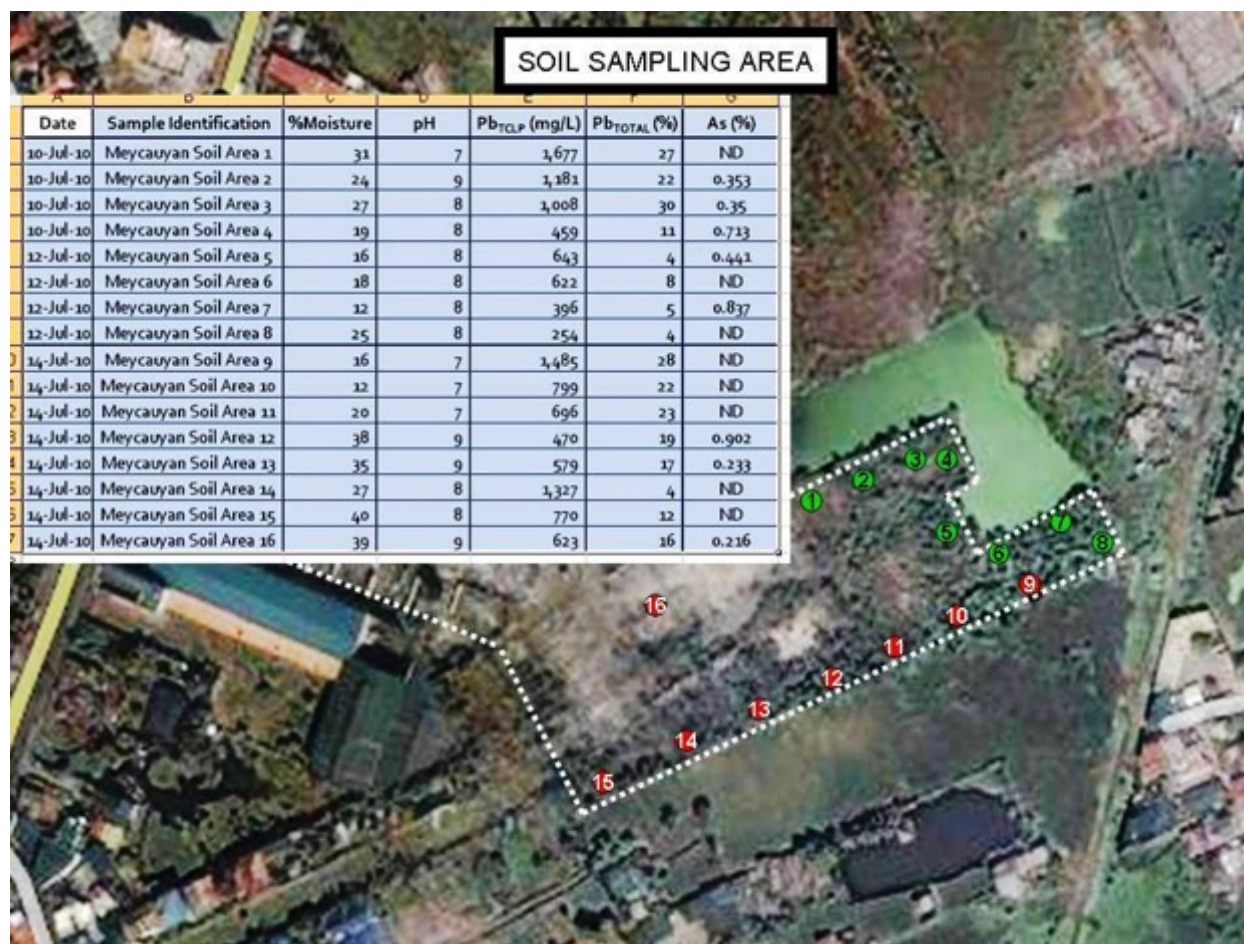 SOIL SAMPLING AREA
A B C D E F G
Date Sample Identification %Moisture pH Pb_TCLP (mg/L) Pb_TOTAL (%) As (%)
10-Jul-10 Meycauyan Soil Area 1 31 7 1,677 27 ND
10-Jul-10 Meycauyan Soil Area 2 24 9 1,181 22 0.353
10-Jul-10 Meycauyan Soil Area 3 27 8 1,008 30 0.35
10-Jul-10 Meycauyan Soil Area 4 19 8 459 11 0.713
12-Jul-10 Meycauyan Soil Area 5 16 8 643 4 0.441
12-Jul-10 Meycauyan Soil Area 6 18 8 622 8 ND
12-Jul-10 Meycauyan Soil Area 7 12 8 396 5 0.837
12-Jul-10 Meycauyan Soil Area 8 25 8 254 4 ND
14-Jul-10 Meycauyan Soil Area 9 16 7 1,485 28 ND
14-Jul-10 Meycauyan Soil Area 10 12 7 799 22 ND
14-Jul-10 Meycauyan Soil Area 11 20 7 696 23 ND
14-Jul-10 Meycauyan Soil Area 12 38 9 470 19 0.902
14-Jul-10 Meycauyan Soil Area 13 35 9 579 17 0.233
14-Jul-10 Meycauyan Soil Area 14 27 8 1,327 4 ND
14-Jul-10 Meycauyan Soil Area 15 40 8 770 12 ND
14-Jul-10 Meycauyan Soil Area 16 39 9 623 16 0.216
1
2
3
4
5
6
7
8
9
10
11
12
13
14
15
16